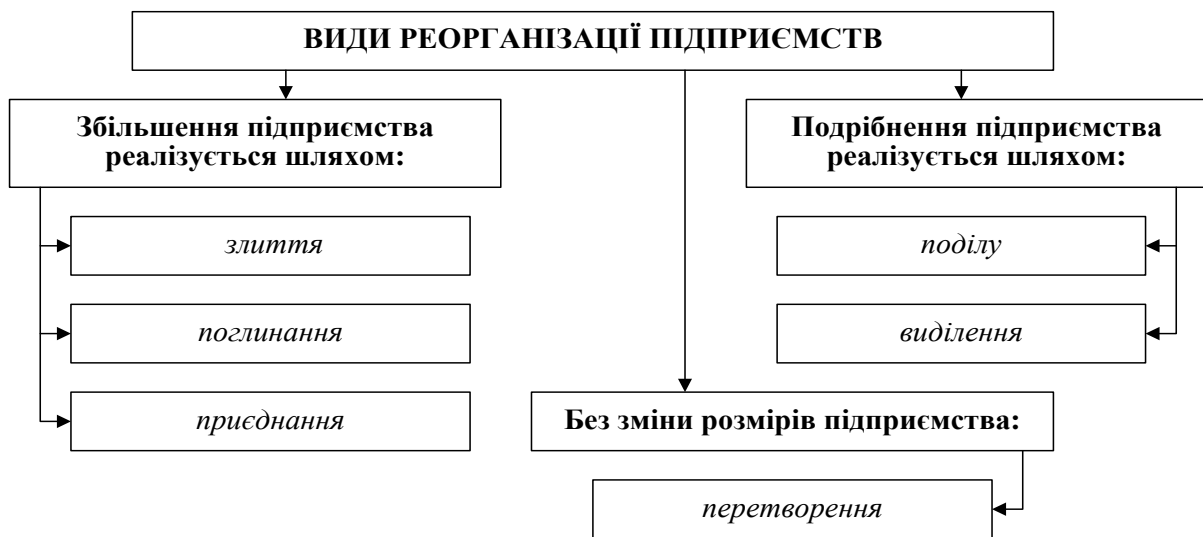 ВИДИ РЕОРГАНІЗАЦІЇ ПІДПРИЄМСТВ
Збільшення підприємства
реалізується шляхом:
злиття
поглинання
приєднання
Подрібнення підприємства
реалізується шляхом:
поділу
виділення
Без зміни розмірів підприємства:
перетворення